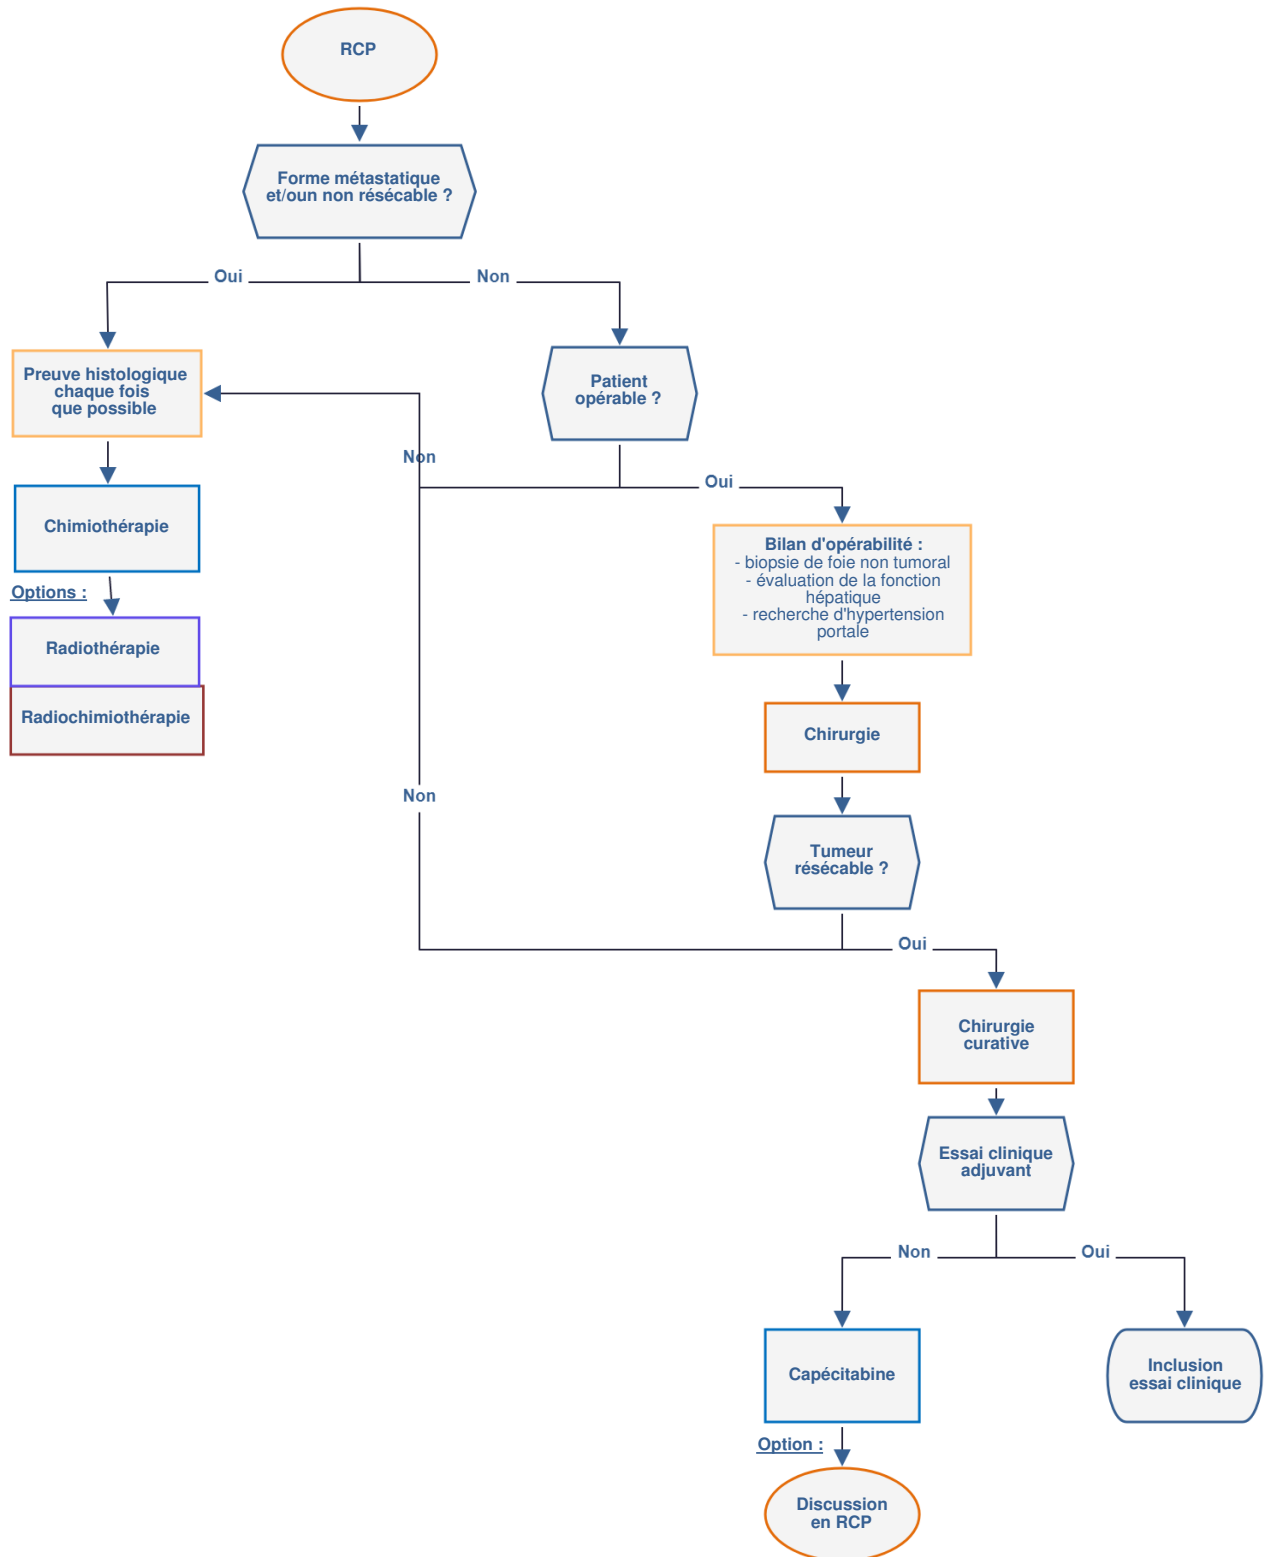 RCP
Forme métastatique
et/oun non résécable ?
Oui
Non
Preuve histologique
chaque fois
que possible
Patient
opérable ?
Non
Oui
Chimiothérapie
Bilan d'opérabilité :
- biopsie de foie non tumoral
- évaluation de la fonction
hépatique
- recherche d'hypertension
portale
Options :
Radiothérapie
Radiochimiothérapie
Chirurgie
Non
Tumeur
résécable ?
Oui
Chirurgie
curative
Essai clinique
adjuvant
Non
Oui
Capécitabine
Inclusion
essai clinique
Option :
Discussion
en RCP